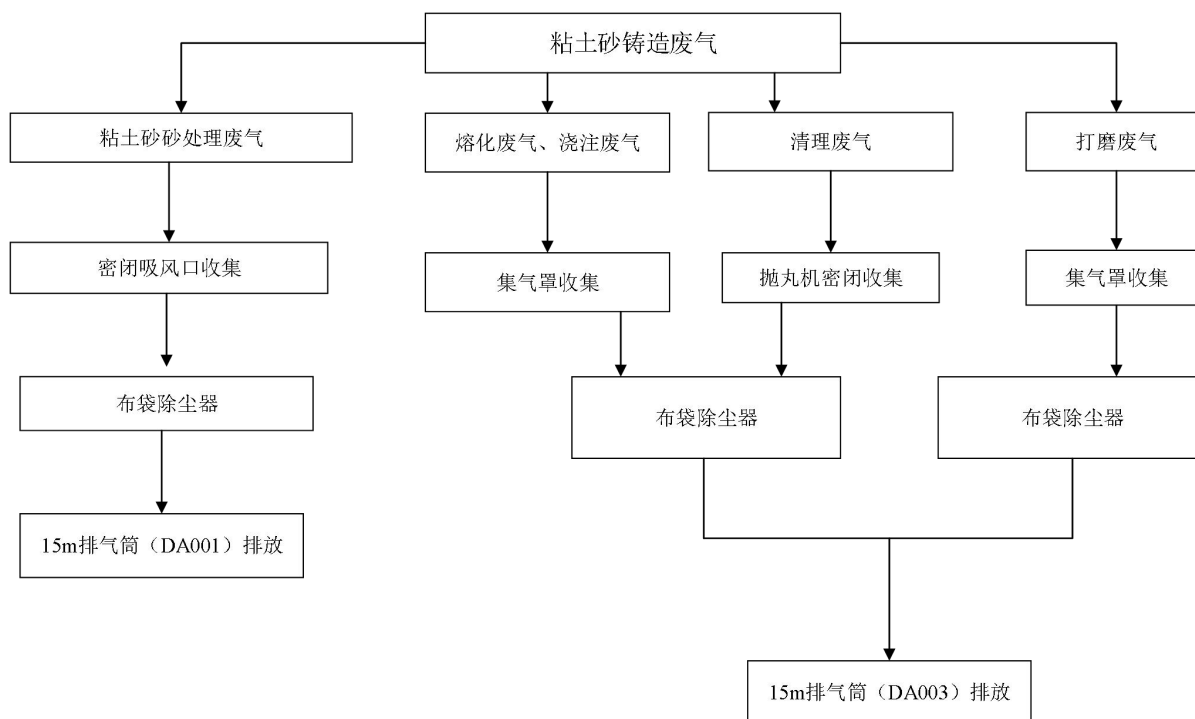 粘土砂铸造废气
粘土砂砂处理废气
熔化废气、浇注废气
清理废气
打磨废气
密闭吸风口收集
集气罩收集
抛丸机密闭收集
集气罩收集
布袋除尘器
布袋除尘器
布袋除尘器
15m排气筒（DA001）排放
15m排气筒（DA003）排放